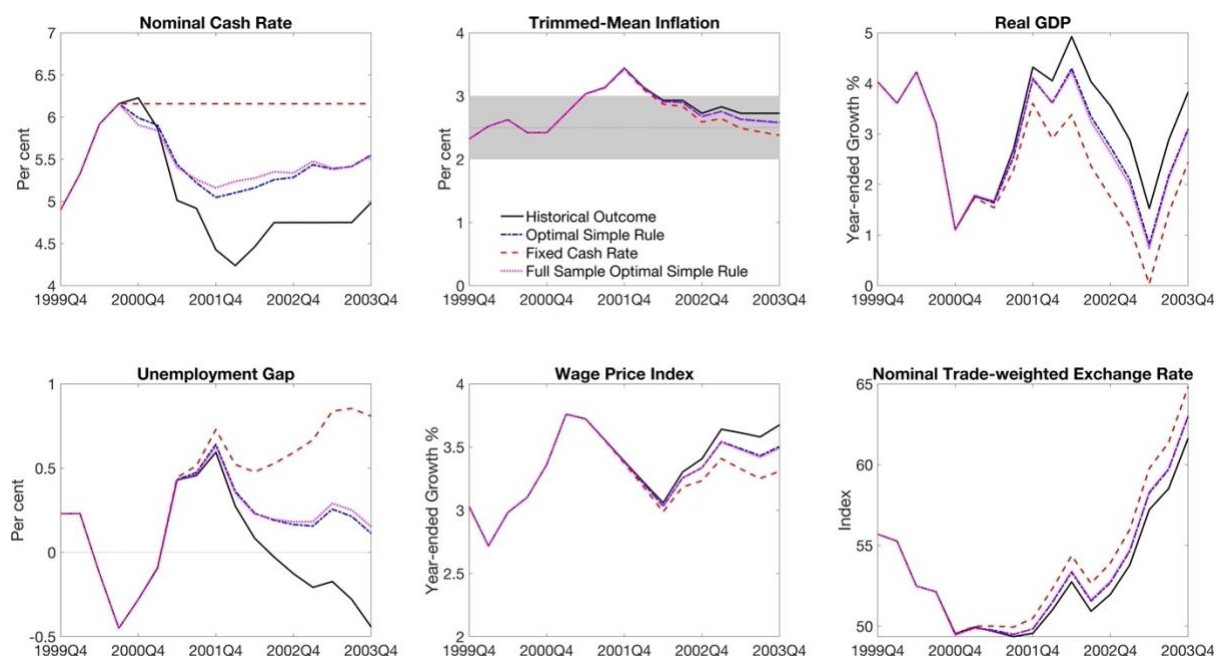 Nominal Cash Rate
7
6.5
6
5.5
5
4.5
4
Per cent
1999Q4 2000Q4 2001Q4 2002Q4 2003Q4
Trimmed-Mean Inflation
4
3
2
1
0
Per cent
Historical Outcome
Optimal Simple Rule
Fixed Cash Rate
Full Sample Optimal Simple Rule
1999Q4 2000Q4 2001Q4 2002Q4 2003Q4
Real GDP
5
4
3
2
1
0
Year-ended Growth %
1999Q4 2000Q4 2001Q4 2002Q4 2003Q4
Unemployment Gap
1
0.5
0
-0.5
Per cent
1999Q4 2000Q4 2001Q4 2002Q4 2003Q4
Wage Price Index
4
3.5
3
2.5
2
Year-ended Growth %
1999Q4 2000Q4 2001Q4 2002Q4 2003Q4
Nominal Trade-weighted Exchange Rate
65
60
55
50
Index
1999Q4 2000Q4 2001Q4 2002Q4 2003Q4